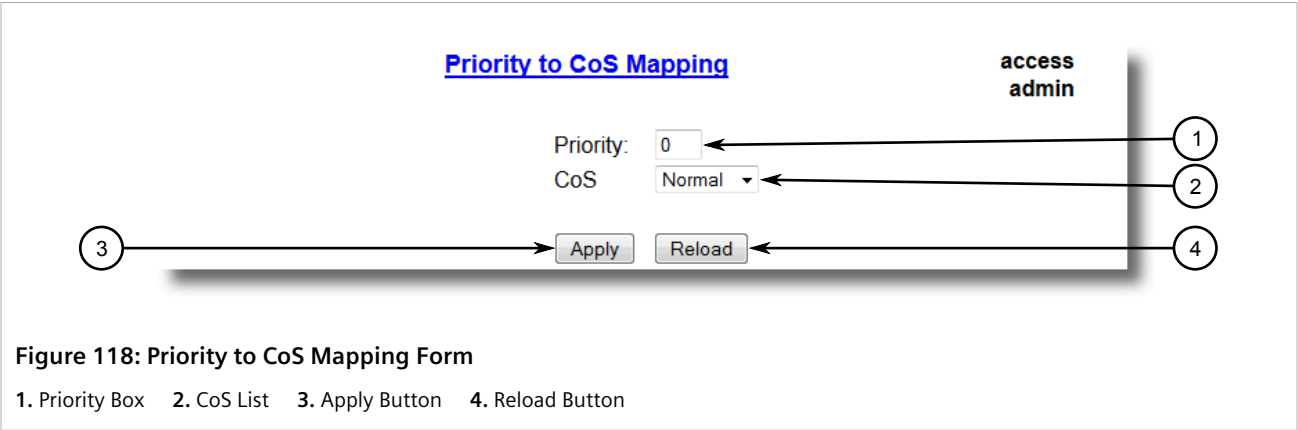 Priority to CoS Mapping
access
admin
Priority: 0
1
CoS Normal
2
3
Apply Reload
4
Figure 118: Priority to CoS Mapping Form
1. Priority Box 2. CoS List 3. Apply Button 4. Reload Button